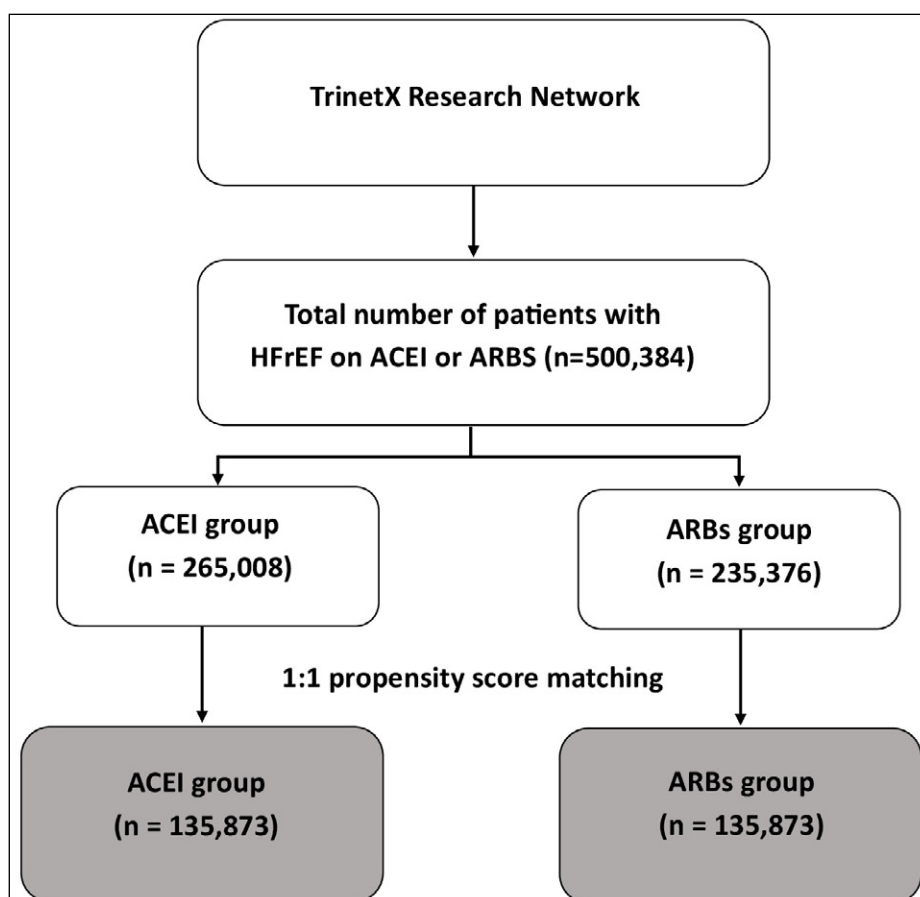 TrinetX Research Network
Total number of patients with
HFrEF on ACEI or ARBS (n=500,384)
ACEI group
(n = 265,008)
ARBs group
(n = 235,376)
1:1 propensity score matching
ACEI group
(n = 135,873)
ARBs group
(n = 135,873)